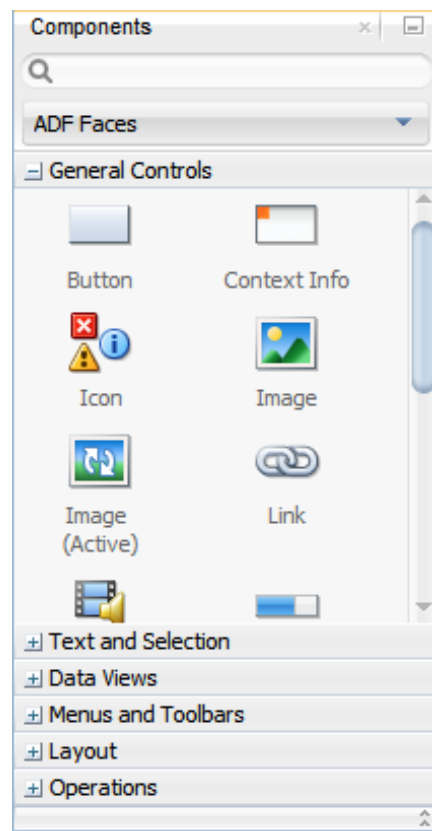 Components
ADF Faces
General Controls
Button
Context Info
Icon
Image
Image
(Active)
Link
Text and Selection
Data Views
Menus and Toolbars
Layout
Operations